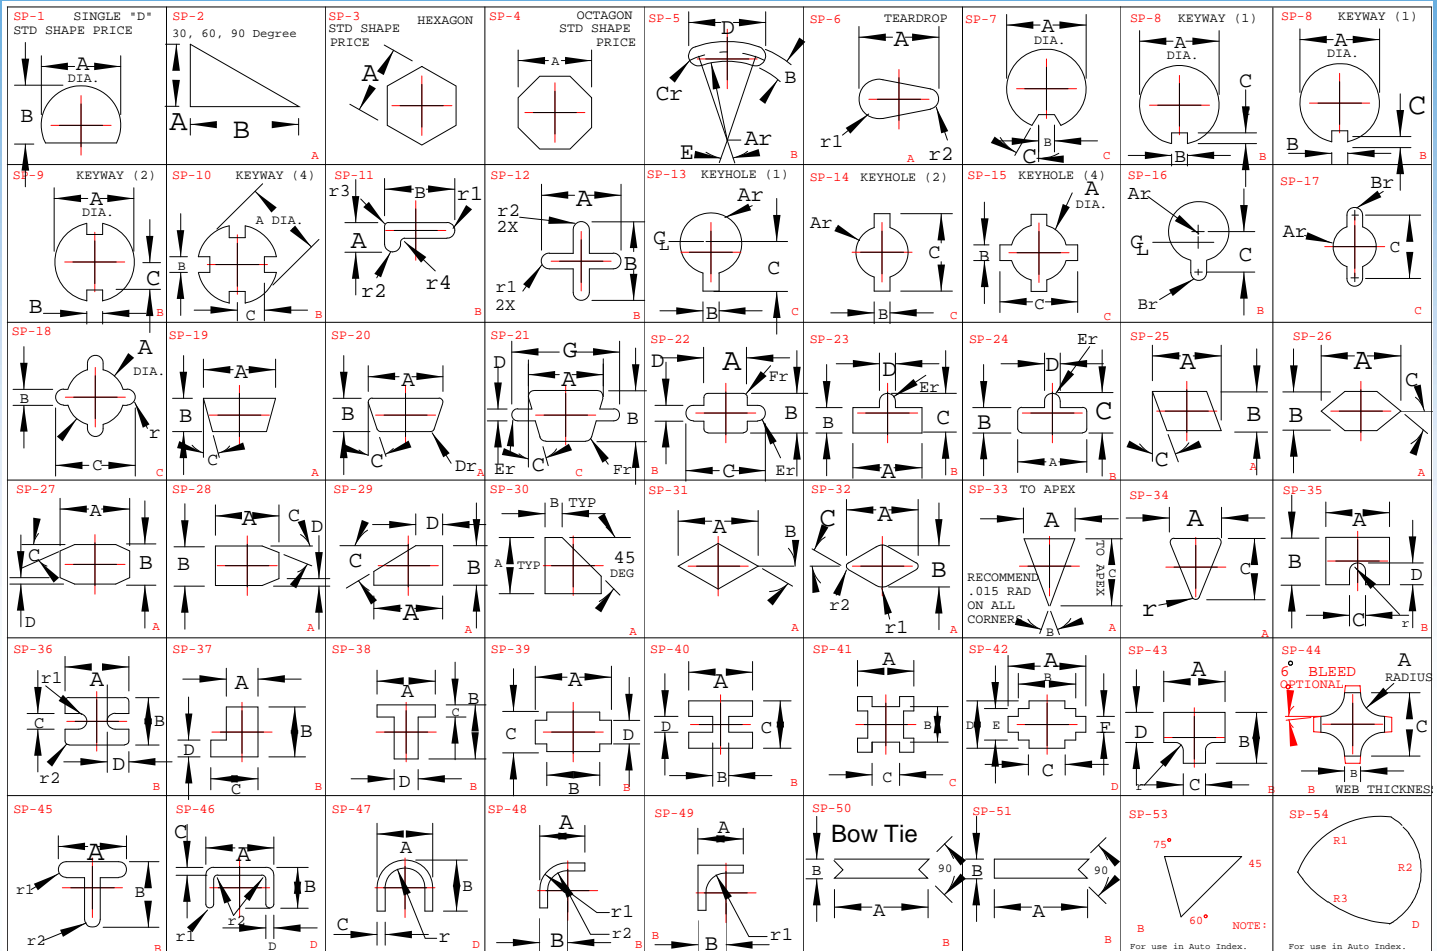 SP-1 SINGLE "D"
STD SHAPE PRICE
A
DIA.
B
SP-2
30, 60, 90 Degree
A
B
A
SP-3 HEXAGON
STD SHAPE
PRICE
A
SP-4 OCTAGON
STD SHAPE
PRICE
A
SP-5
D
B
Cr
Ar
E
B
SP-6 TEARDROP
A
r1
r2
A
SP-7
A
DIA.
B
C
C
SP-8 KEYWAY (1)
A
DIA.
C
B
B
SP-8 KEYWAY (1)
A
DIA.
C
B
B
SP-9 KEYWAY (2)
A
DIA.
C
B
B
SP-10 KEYWAY (4)
A DIA.
B
C
B
SP-11
r3
B
r1
A
r2
r4
B
SP-12
A
r2
2X
B
r1
2X
B
SP-13 KEYHOLE (1)
Ar
CL
C
B
C
SP-14 KEYHOLE (2)
Ar
C
B
C
SP-15 KEYHOLE (4)
A
DIA.
B
C
C
SP-16
Ar
CL
C
Br
B
SP-17
Br
Ar
C
C
SP-18
A
DIA.
B
r
C
C
SP-19
A
B
C
A
SP-20
A
B
C
Dr
A
SP-21
G
D
A
B
Er
C
Fr
C
SP-22
D
A
Fr
B
C
Er
B
SP-23
D
Er
B
C
A
B
SP-24
Er
D
B
C
A
B
SP-25
A
B
C
A
SP-26
A
C
B
A
SP-27
A
C
B
D
A
SP-28
A
C
D
B
A
SP-29
D
C
B
A
A
SP-30
B TYP
A TYP
45
DEG
A
SP-31
A
B
A
SP-32
A
C
B
r2
r1
A
SP-33 TO APEX
A
C
TO APEX
RECOMMEND
.015 RAD
ON ALL
CORNERS
B
A
SP-34
A
C
r
A
SP-35
A
B
D
C
r
B
SP-36
r1
A
C
B
r2
D
B
SP-37
A
B
D
C
B
SP-38
A
B
C
D
B
SP-39
A
C
D
B
B
SP-40
A
D
C
B
B
SP-41
A
B
C
C
SP-42
A
B
D
E
F
C
D
SP-43
A
D
B
r
C
B
SP-44
6° BLEED
OPTIONAL
A
RADIUS
C
B
B
WEB THICKNES
SP-45
A
r1
B
r2
B
SP-46
C
A
B
r1
r2
D
D
SP-47
A
B
C
r
D
SP-48
A
r1
r2
B
B
SP-49
A
B
r1
B
SP-50
Bow Tie
B
90
A
B
SP-51
B
90
A
B
SP-53
75°
45
60°
B
NOTE:
For use in Auto Index.
SP-54
R1
R2
R3
D
For use in Auto Index.